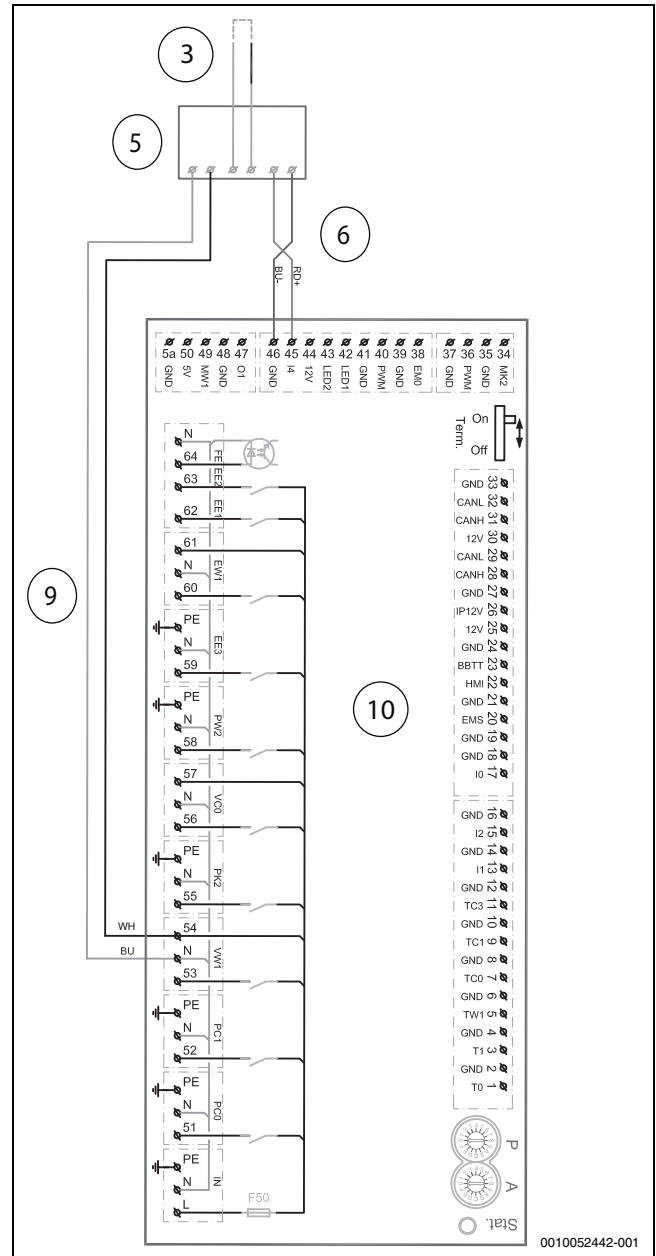 3
5
6
BU-
RD+
5a 50 49 48 47
GND 5V MW1 GND O1
46 45 44 43 42 41 40 39 38
GND I4 12V LED2 LED1 GND PWM GND EM0
37 36 35 34
GND PWM GND MK2
On
Off
Term.
N
64
FE
63
EE2
62
EE1
61
N
EW1
60
PE
N
EE3
59
PE
N
PW2
58
57
N
VC0
56
PE
N
PK2
55
WH
54
BU
N
VW1
53
PE
N
PC1
52
PE
N
PC0
51
PE
N
IN
L
F50
9
10
GND 33
CANL 32
CANH 31
12V 30
CANL 29
CANH 28
GND 27
IP12V 26
12V 25
GND 24
BBTT 23
HMI 22
GND 21
EMS 20
GND 19
GND 18
I0 17
GND 16
I2 15
GND 14
I1 13
GND 12
TC3 11
GND 10
TC1 9
GND 8
TC0 7
GND 6
TW1 5
GND 4
T1 3
GND 2
T0 1
P
A
Stat.
0010052442-001